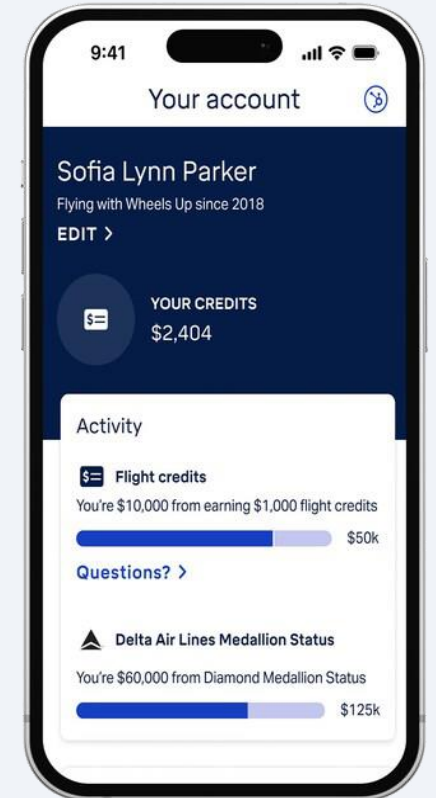 9:41
Your account
Sofia Lynn Parker
Flying with Wheels Up since 2018
EDIT >
YOUR CREDITS
$2,404
Activity
Flight credits
You're $10,000 from earning $1,000 flight credits
$50k
Questions? >
Delta Air Lines Medallion Status
You're $60,000 from Diamond Medallion Status
$125k